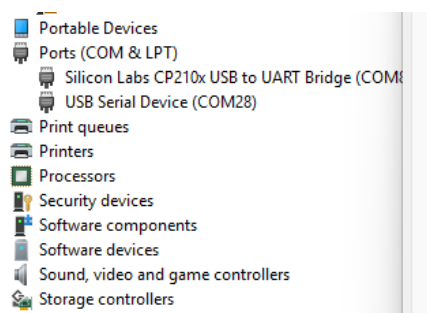 Portable Devices
Ports (COM & LPT)
Silicon Labs CP210x USB to UART Bridge (COM
USB Serial Device (COM28)
Print queues
Printers
Processors
Security devices
Software components
Software devices
Sound, video and game controllers
Storage controllers